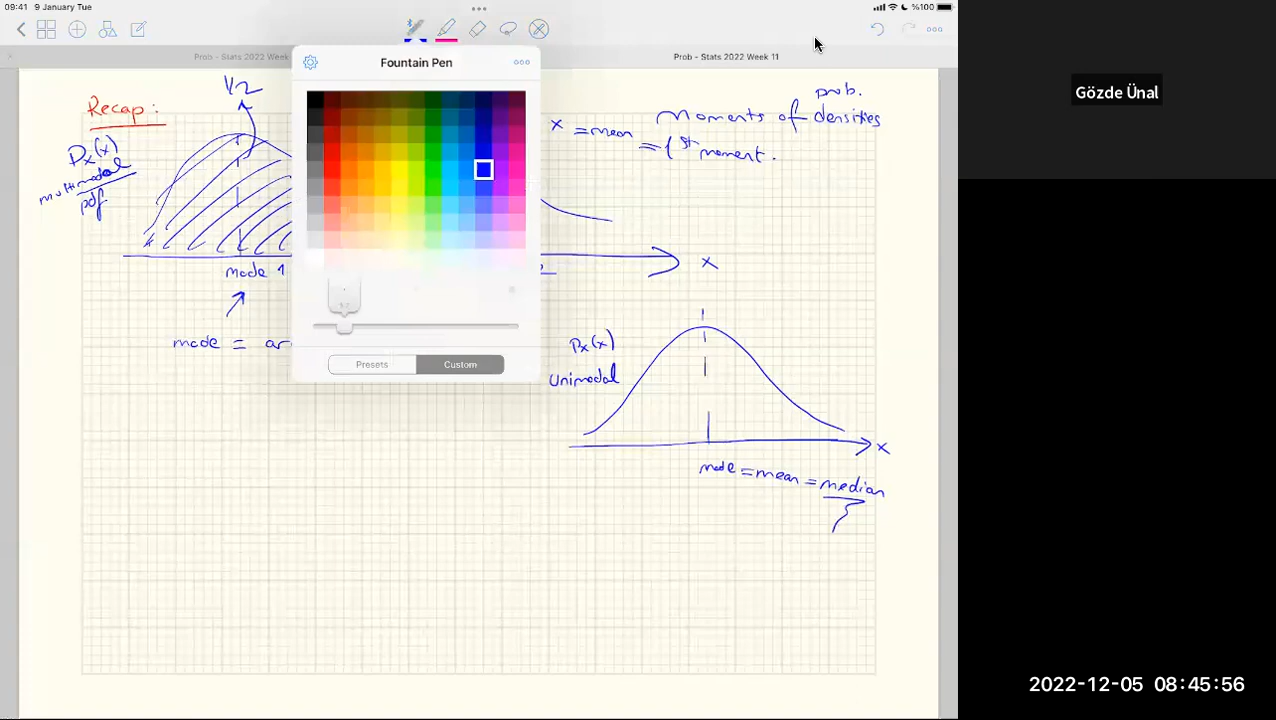 09:41 9 January Tue
%100
Prob - Stats 2022 Week
Prob - Stats 2022 Week 11
Fountain Pen
Gözde Ünal
Recap:
1/2
x = mean
= 1st moment.
Moments of prob. densities
Px(x)
multimodal
pdf
mode 1
x
mode = ar
Px(x)
Unimodal
x
mode = mean = median
Presets
Custom
2022-12-05 08:45:56